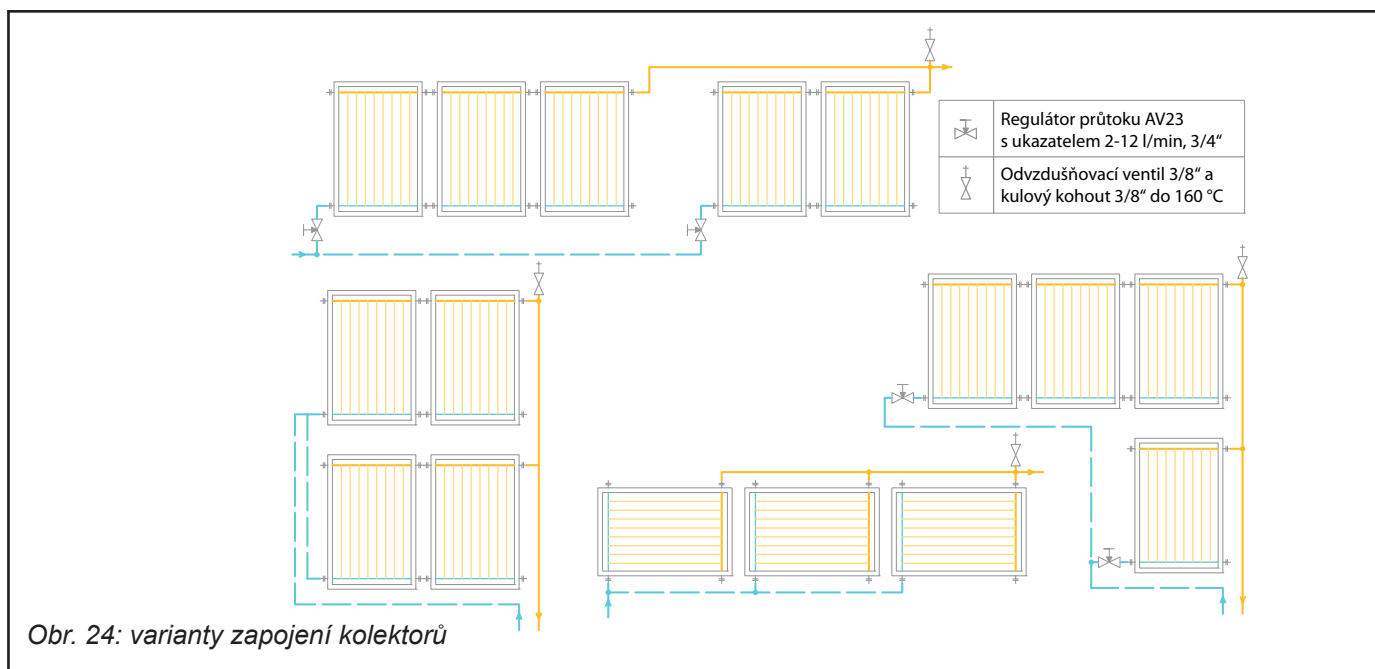 Regulátor průtoku AV23
s ukazatelem 2-12 l/min, 3/4“
Odvzdušňovací ventil 3/8“ a
kulový kohout 3/8“ do 160 °C
Obr. 24: varianty zapojení kolektorů